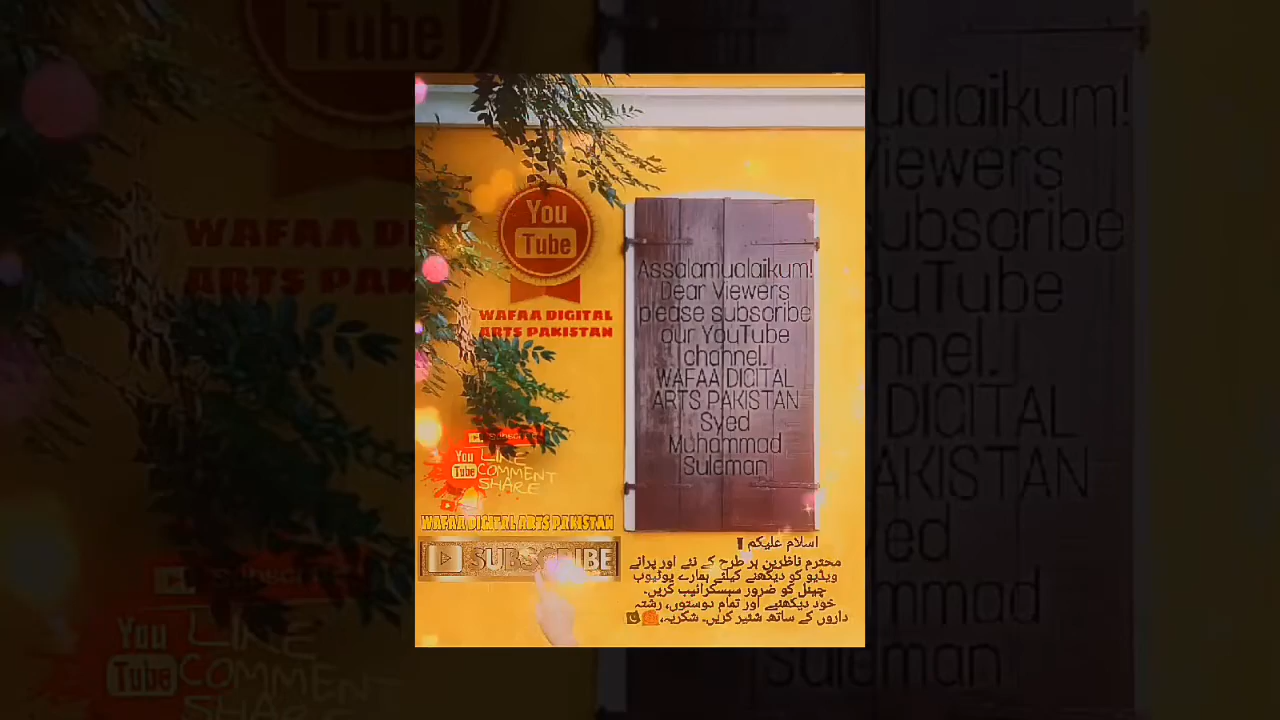 You
Tube
WAFAA DIGITAL
ARTS PAKISTAN
Assalamualaikum!
Dear Viewers
please subscribe
our YouTube
channel.
WAFAA DIGITAL
ARTS PAKISTAN
Syed
Muhammad
Suleman
SUBSCRIBE
You
Tube
LIKE
COMMENT
SHARE
WAFAA DIGITAL ARTS PAKISTAN
SUBSCRIBE
اسلام علیکم
محترم ناظرین ہر طرح کے نئے اور پرانے
ویڈیو کو دیکھنے کیلئے ہمارے یوٹیوب
چینل کو ضرور سبسکرائیب کریں۔
خود دیکھئیے اور تمام دوستوں، رشتہ
داروں کے ساتھ شئیر کریں۔ شکریہ،